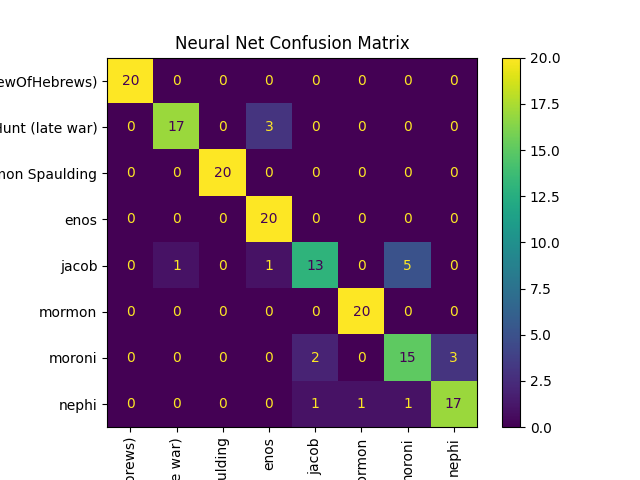 Neural Net Confusion Matrix
ewOfHebrews) 20 0 0 0 0 0 0 0
Hunt (late war) 0 17 0 3 0 0 0 0
mon Spaulding 0 0 20 0 0 0 0 0
enos 0 0 0 20 0 0 0 0
jacob 0 1 0 1 13 0 5 0
mormon 0 0 0 0 0 20 0 0
moroni 0 0 0 0 2 0 15 3
nephi 0 0 0 0 1 1 1 17
brews) e war) ulding enos jacob ormon noroni nephi
20.0
17.5
15.0
12.5
10.0
7.5
5.0
2.5
0.0